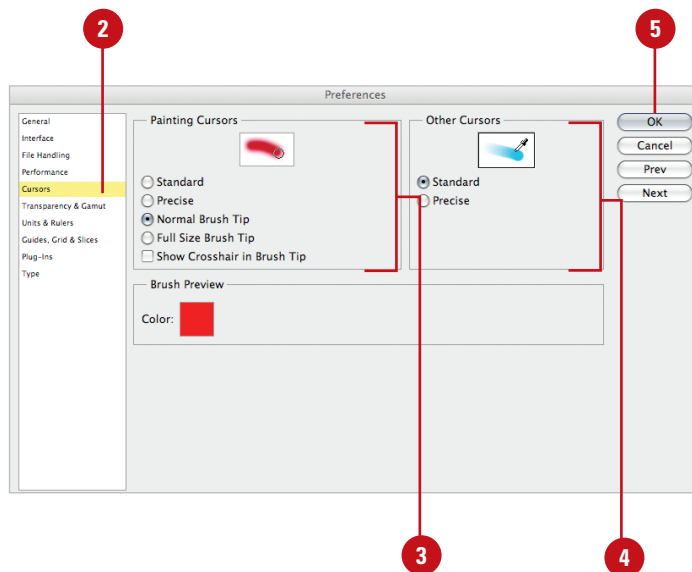 2
5
Preferences
General
Interface
File Handling
Performance
Cursors
Transparency & Gamut
Units & Rulers
Guides, Grid & Slices
Plug-Ins
Type
Painting Cursors
Standard
Precise
Normal Brush Tip
Full Size Brush Tip
Show Crosshair in Brush Tip
Other Cursors
Standard
Precise
OK
Cancel
Prev
Next
Brush Preview
Color:
3
4